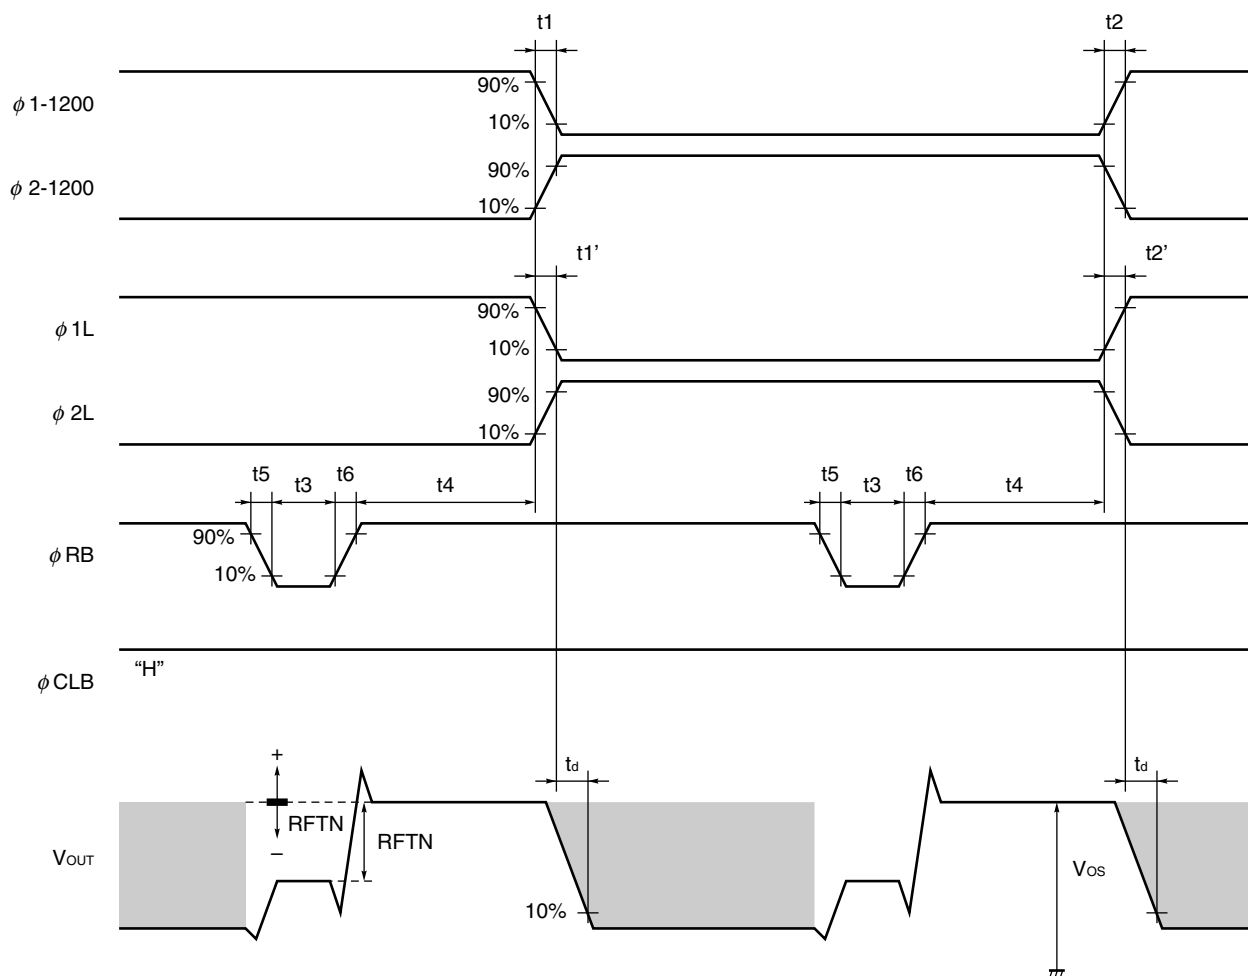 t1 t2
90%
φ 1-1200
10%
90%
φ 2-1200
10%
t1’ t2’
90%
φ 1L
10%
90%
φ 2L
10%
t5 t3 t6 t4 t5 t3 t6 t4
90%
φ RB
10%
“H”
φ CLB
+
td td
RFTN RFTN
–
VOUT
VOS
10%